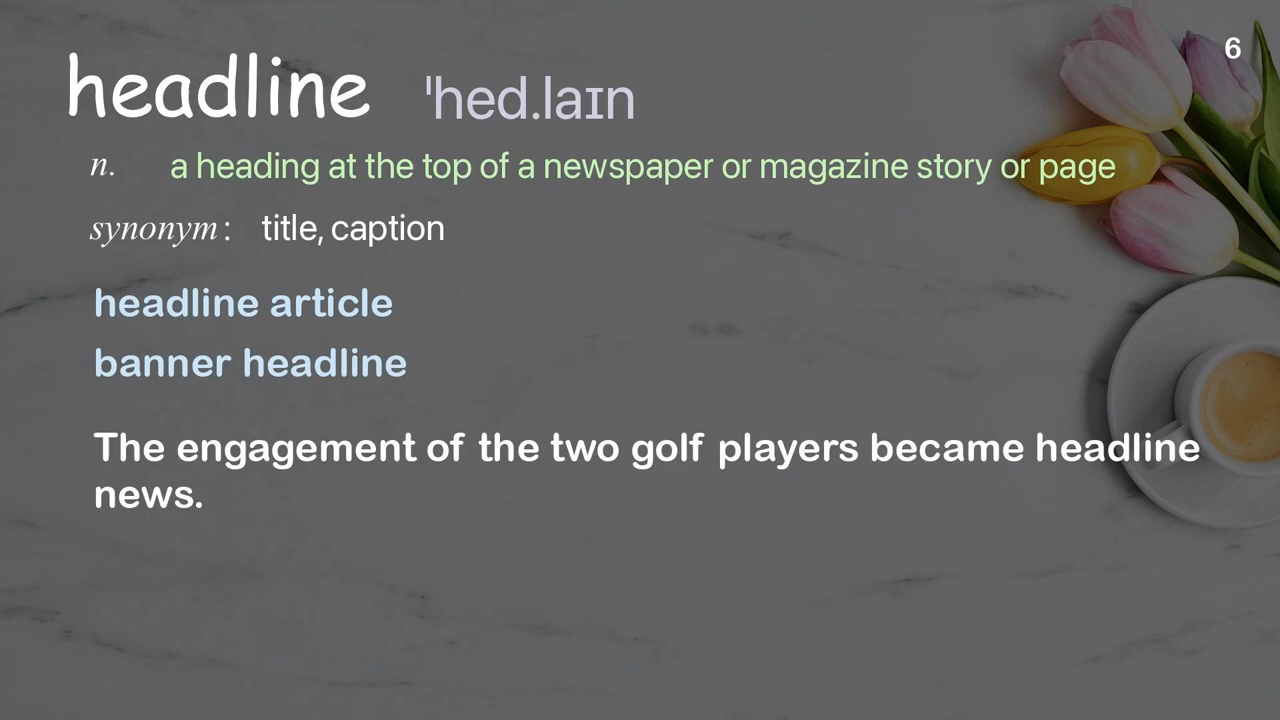 6
headline ˈhed.laɪn
n. a heading at the top of a newspaper or magazine story or page
synonym : title, caption
headline article
banner headline
The engagement of the two golf players became headline
news.